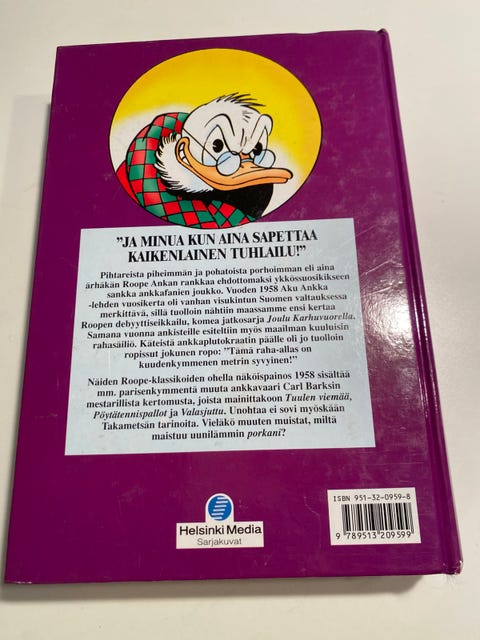 "JA MINUA KUN AINA SAPETTAA
KAIKENLAINEN TUHLAILU!"
Pihtareista piheimmän ja pohatoista porhoimman eli aina
ärhäkän Roope Ankan rankkaa ehdottomaksi ykkössuosikikseen
sankka ankkafanien joukko. Vuoden 1958 Aku Ankka
-lehden vuosikerta oli vanhan visukintun Suomen valtauksessa
merkittävä, sillä tuolloin nähtiin maassamme ensi kertaa
Roopen debyyttiseikkailu, komea jatkosarja Joulu Karhuvuorella.
Samana vuonna ankisteille esiteltiin myös maailman kuuluisin
rahasäiliö. Käteistä ankkaplutokraatin päälle oli jo tuolloin
ropissut jokunen ropo: "Tämä raha-allas on
kuudenkymmenen metrin syvyinen!"
Näiden Roope-klassikoiden ohella näköispainos 1958 sisältää
mm. parisenkymmentä muuta ankkavaari Carl Barksin
mestarillista kertomusta, joista mainittakoon Tuulen viemää,
Pöytätennispallot ja Valasjuttu. Unohtaa ei sovi myöskään
Takametsän tarinoita. Vieläkö muuten muistat, miltä
maistuu uunilämmin porkani?
ISBN 951-32-0959-8
9 789513 209599
Helsinki Media
Sarjakuvat